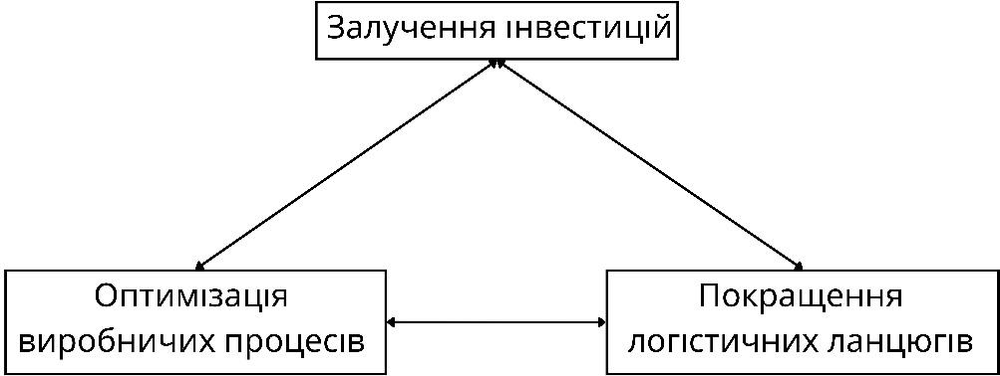 Залучення інвестицій
Оптимізація
виробничих процесів
Покращення
логістичних ланцюгів